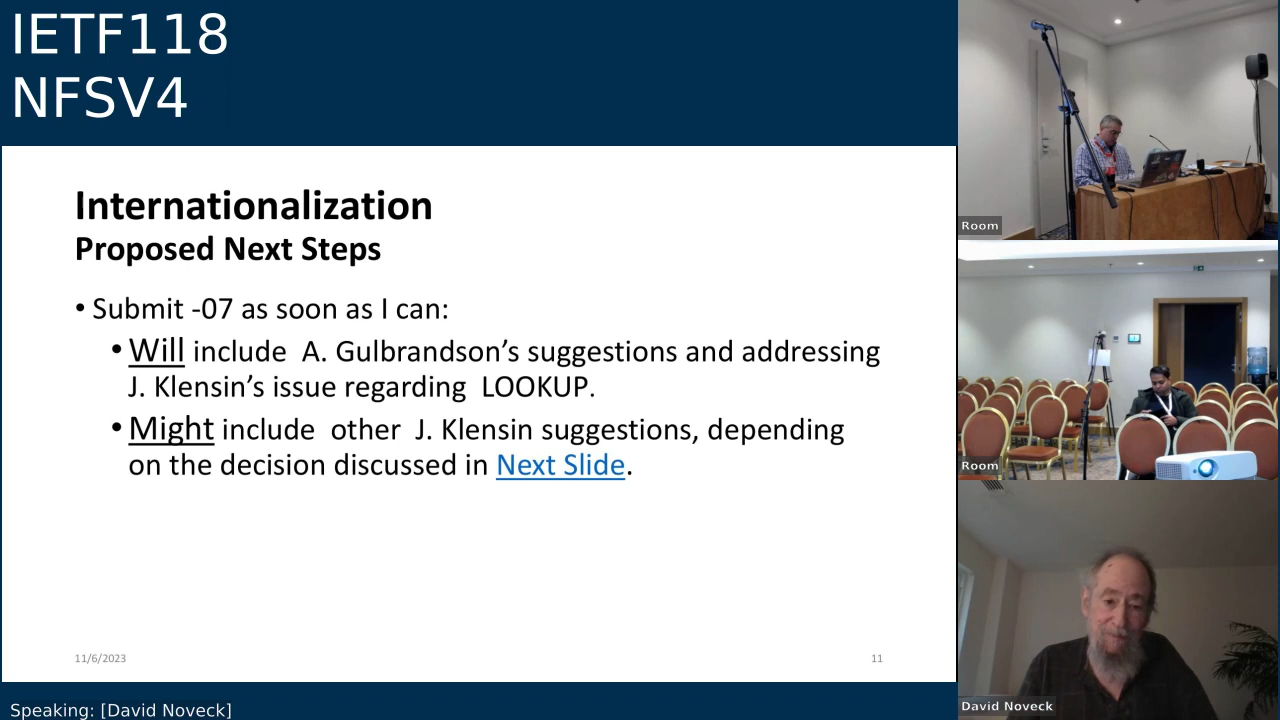 IETF118
NFSV4
Internationalization
Proposed Next Steps
• Submit -07 as soon as I can:
• Will include  A. Gulbrandson’s suggestions and addressing
J. Klensin’s issue regarding  LOOKUP.
• Might include  other  J. Klensin suggestions, depending
on the decision discussed in Next Slide.
11/6/2023
11
Speaking: [David Noveck]
Room
Room
David Noveck